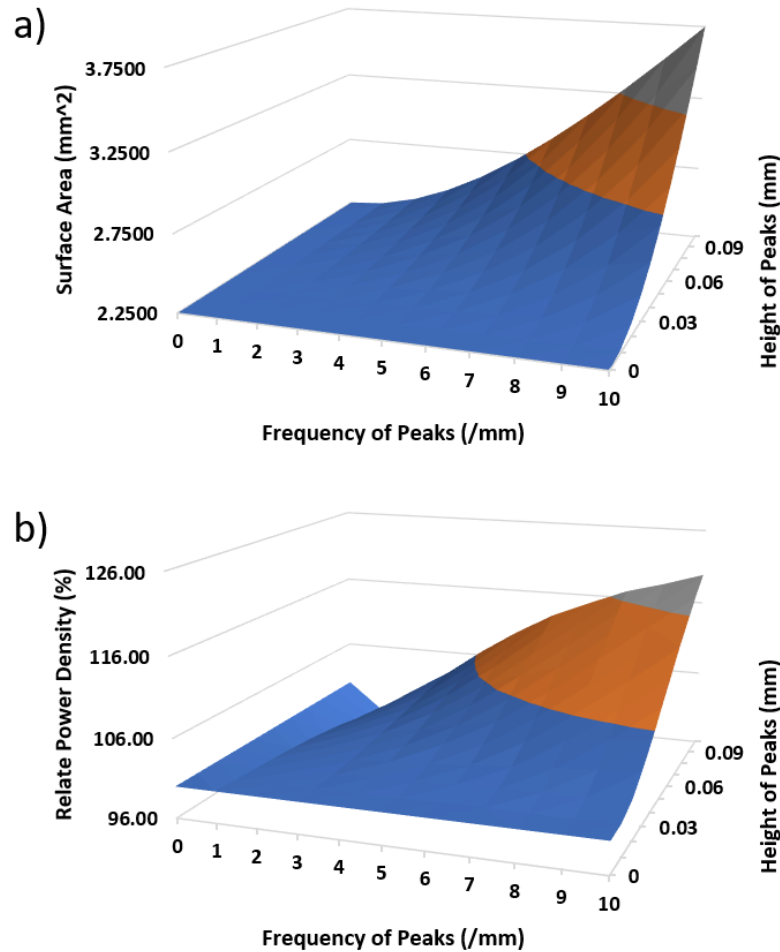 a)
3.7500
3.2500
2.7500
2.2500
Surface Area (mm^2)
0 1 2 3 4 5 6 7 8 9 10
Frequency of Peaks (/mm)
0.09
0.06
0.03
0
Height of Peaks (mm)
b)
126.00
116.00
106.00
96.00
Relate Power Density (%)
0 1 2 3 4 5 6 7 8 9 10
Frequency of Peaks (/mm)
0.09
0.06
0.03
0
Height of Peaks (mm)